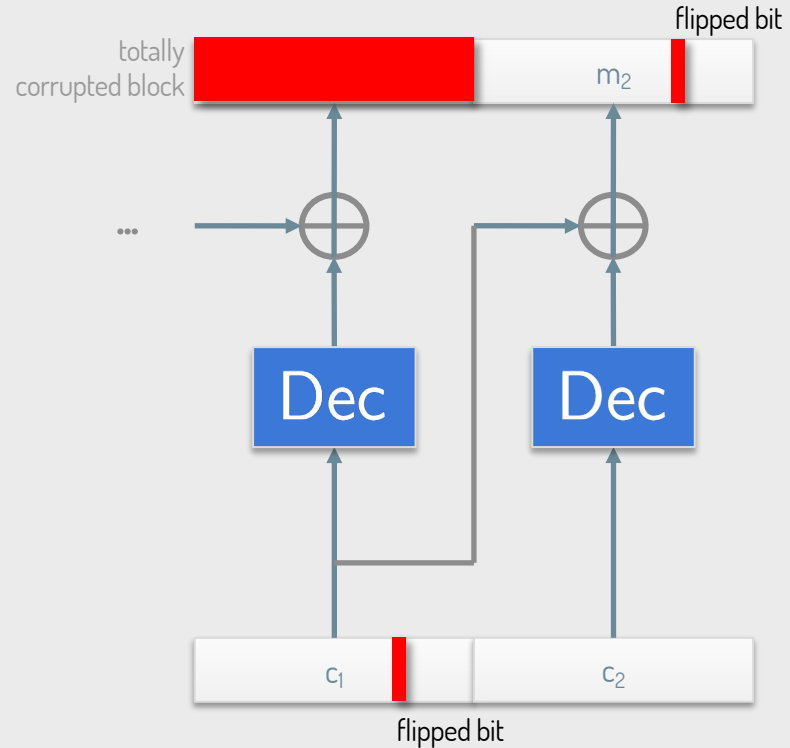 flipped bit
totally
corrupted block
m₂
...
Dec
Dec
c₁
c₂
flipped bit